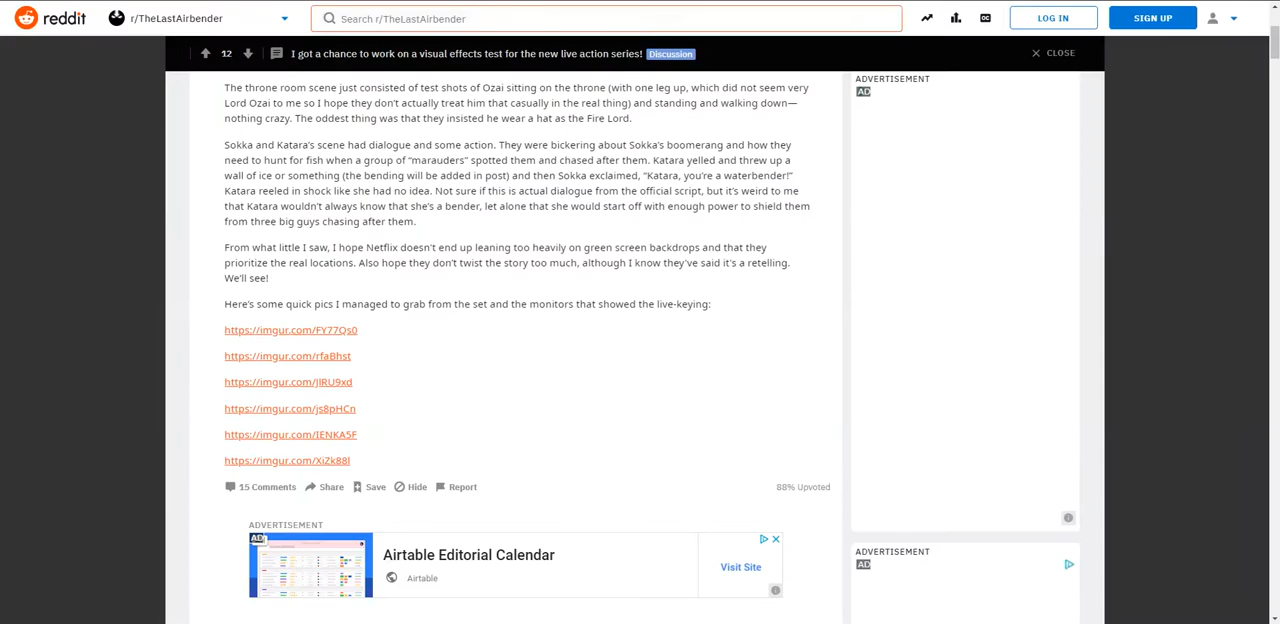 reddit
r/TheLastAirbender
Search r/TheLastAirbender
LOG IN
SIGN UP
12
I got a chance to work on a visual effects test for the new live action series!
Discussion
CLOSE
The throne room scene just consisted of test shots of Ozai sitting on the throne (with one leg up, which did not seem very
Lord Ozai to me so I hope they don't actually treat him that casually in the real thing) and standing and walking down—
nothing crazy. The oddest thing was that they insisted he wear a hat as the Fire Lord.
Sokka and Katara's scene had dialogue and some action. They were bickering about Sokka's boomerang and how they
need to hunt for fish when a group of “marauders” spotted them and chased after them. Katara yelled and threw up a
wall of ice or something (the bending will be added in post) and then Sokka exclaimed, “Katara, you're a waterbender!”
Katara reeled in shock like she had no idea. Not sure if this is actual dialogue from the official script, but it's weird to me
that Katara wouldn't always know that she's a bender, let alone that she would start off with enough power to shield them
from three big guys chasing after them.
From what little I saw, I hope Netflix doesn't end up leaning too heavily on green screen backdrops and that they
prioritize the real locations. Also hope they don't twist the story too much, although I know they've said it's a retelling.
We'll see!
Here's some quick pics I managed to grab from the set and the monitors that showed the live-keying:
https://imgur.com/FY77Qs0
https://imgur.com/rfaBhst
https://imgur.com/JlRU9xd
https://imgur.com/js8pHCn
https://imgur.com/IENKA5F
https://imgur.com/XiZk88l
15 Comments
Share
Save
Hide
Report
88% Upvoted
ADVERTISEMENT
AD
Airtable Editorial Calendar
Airtable
Visit Site
ADVERTISEMENT
AD
ADVERTISEMENT
AD